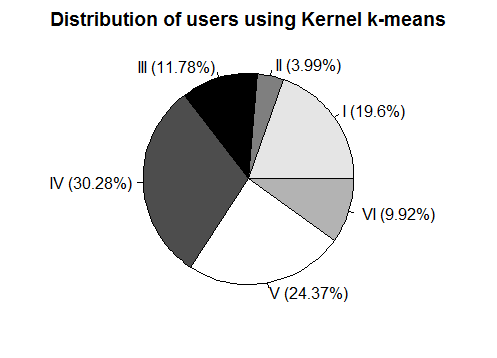 Distribution of users using Kernel k-means
III (11.78%)
II (3.99%)
I (19.6%)
IV (30.28%)
VI (9.92%)
V (24.37%)